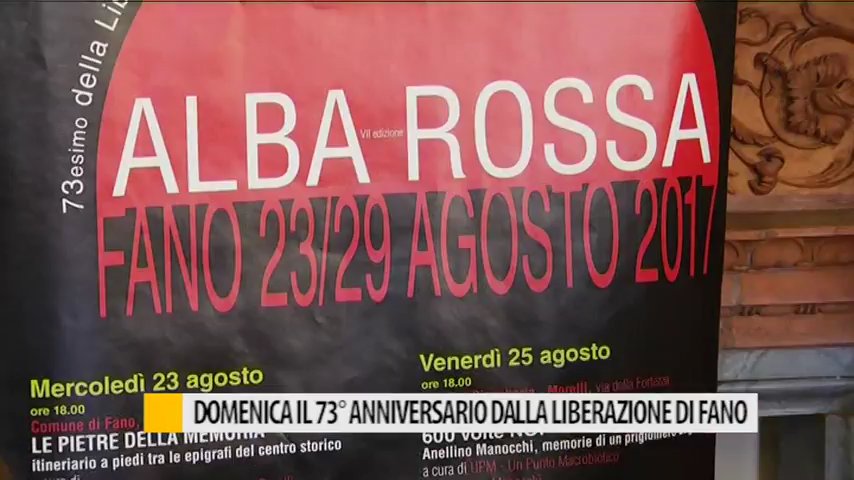 73esimo della Lib
ALBA ROSSA
VII edizione
FANO 23/29 AGOSTO 2017
Mercoledì 23 agosto
ore 18.00
Comune di Fano,
LE PIETRE DELLA MEMORIA
itineriario a piedi tra le epigrafi del centro storico
Venerdì 25 agosto
ore 18.00
Morelli, via della Fortezza
600 volte NO
Anellino Manocchi, memorie di un prigioniero
a cura di UPM - Un Punto Macrobiotico
DOMENICA IL 73° ANNIVERSARIO DALLA LIBERAZIONE DI FANO